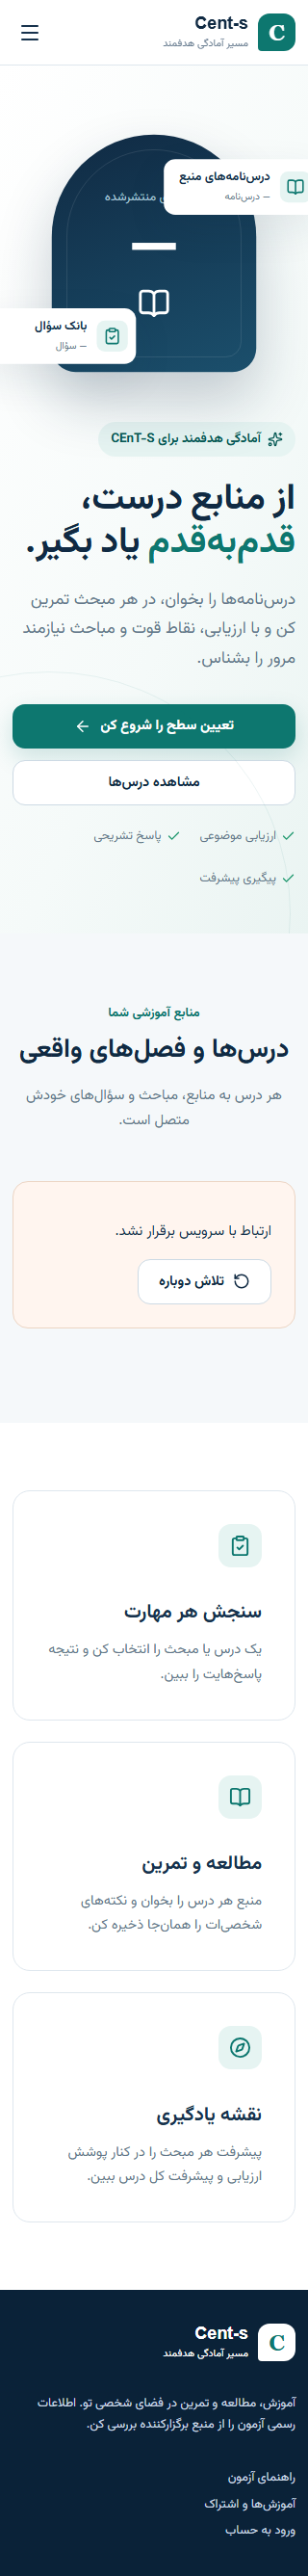 Cent-s
مسیر آمادگی هدفمند
C
درس‌نامه‌های منبع
— درس‌نامه
منتشرشده
—
بانک سؤال
— سؤال
آمادگی هدفمند برای CEnT-S
از منابع درست،
قدم‌به‌قدم یاد بگیر.
درس‌نامه‌ها را بخوان، در هر مبحث تمرین
کن و با ارزیابی، نقاط قوت و مباحث نیازمند
مرور را بشناس.
تعیین سطح را شروع کن
مشاهده درس‌ها
ارزیابی موضوعی
پاسخ تشریحی
پیگیری پیشرفت
منابع آموزشی شما
درس‌ها و فصل‌های واقعی
هر درس به منابع، مباحث و سؤال‌های خودش
متصل است.
ارتباط با سرویس برقرار نشد.
تلاش دوباره
سنجش هر مهارت
یک درس یا مبحث را انتخاب کن و نتیجه
پاسخ‌هایت را ببین.
مطالعه و تمرین
منبع هر درس را بخوان و نکته‌های
شخصی‌ات را همان‌جا ذخیره کن.
نقشه یادگیری
پیشرفت هر مبحث را در کنار پوشش
ارزیابی و پیشرفت کل درس ببین.
Cent-s
مسیر آمادگی هدفمند
C
آموزش، مطالعه و تمرین در فضای شخصی تو. اطلاعات
رسمی آزمون را از منبع برگزارکننده بررسی کن.
راهنمای آزمون
آموزش‌ها و اشتراک
ورود به حساب